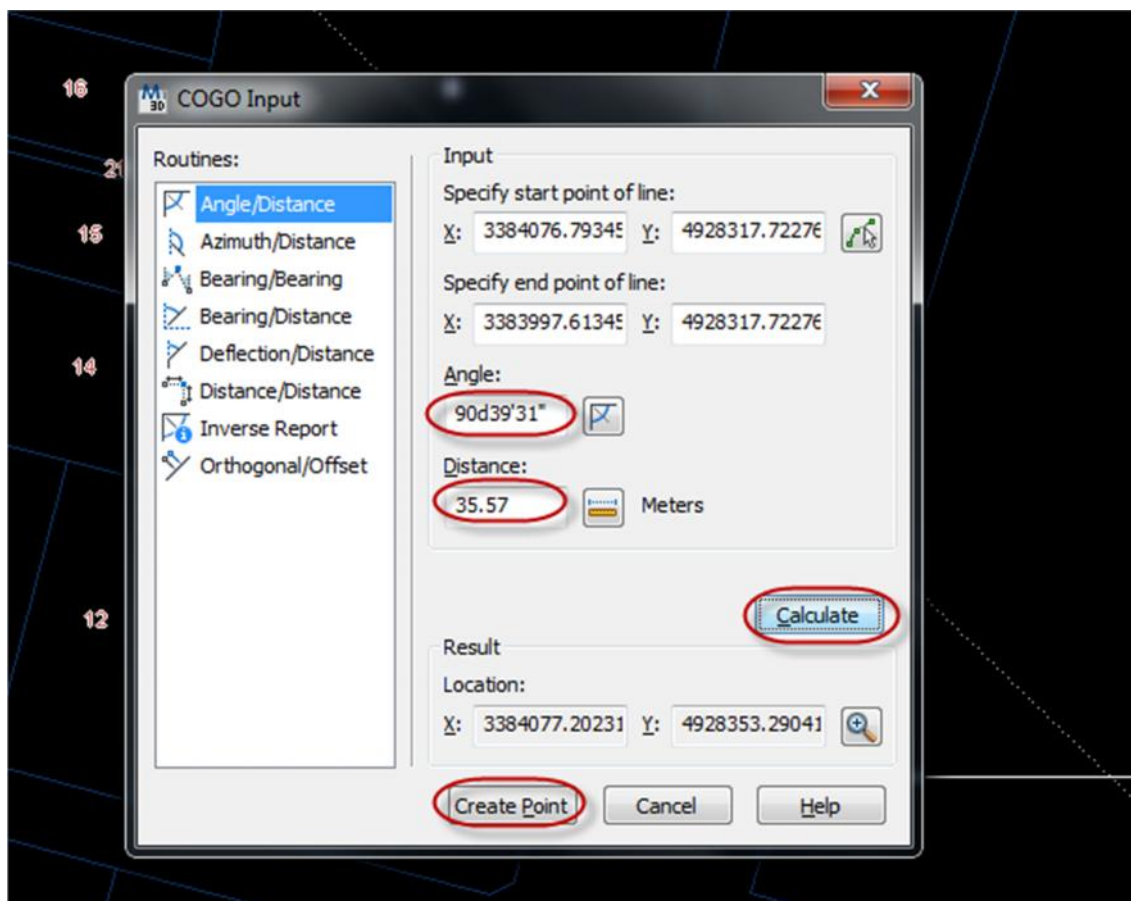 16
COGO Input
Routines:
Angle/Distance
Azimuth/Distance
Bearing/Bearing
Bearing/Distance
Deflection/Distance
Distance/Distance
Inverse Report
Orthogonal/Offset
15
14
12
Input
Specify start point of line:
X: 3384076.79345 Y: 4928317.72276
Specify end point of line:
X: 3383997.61345 Y: 4928317.72276
Angle:
90d39'31"
Distance:
35.57 Meters
Calculate
Result
Location:
X: 3384077.20231 Y: 4928353.29041
Create Point Cancel Help